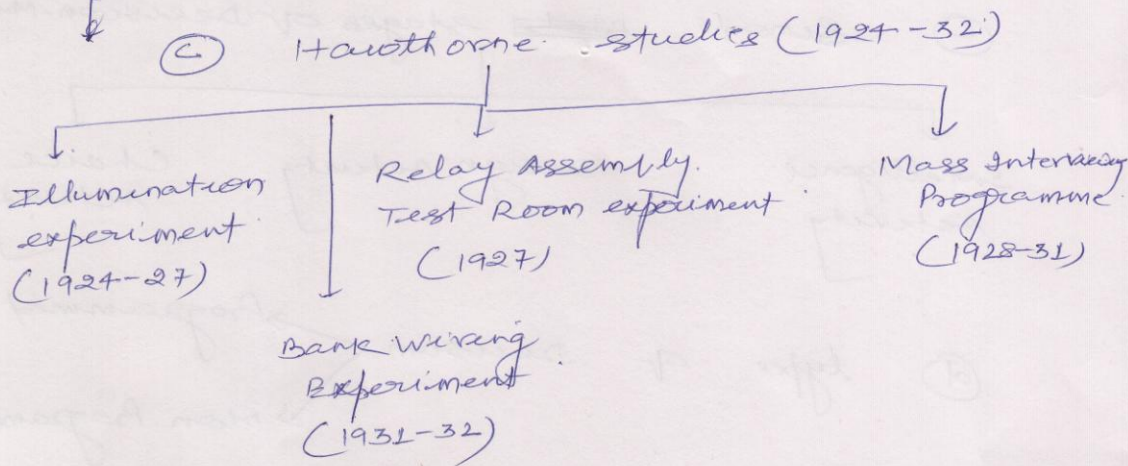 C Hawthorne studies (1924-32)
Illumination
experiment
(1924-27)
Relay Assembly
Test Room experiment
(1927)
Mass Interviewing
Programme
(1928-31)
Bank Wiring
Experiment
(1931-32)